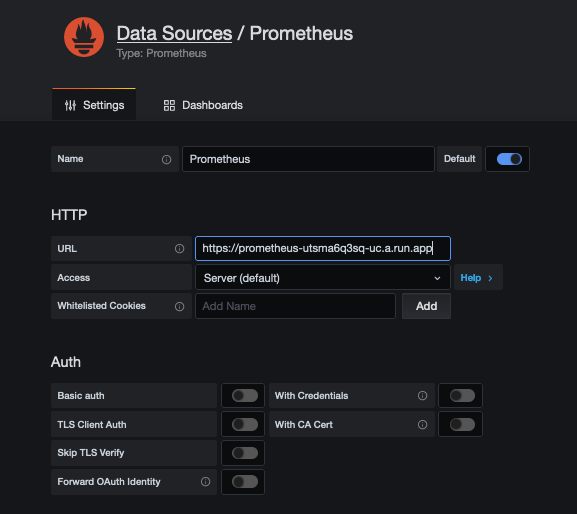 Data Sources / Prometheus
Type: Prometheus
Settings
Dashboards
Name
Prometheus
Default
HTTP
URL
https://prometheus-utsma6q3sq-uc.a.run.app
Access
Server (default)
Help >
Whitelisted Cookies
Add Name
Add
Auth
Basic auth
With Credentials
TLS Client Auth
With CA Cert
Skip TLS Verify
Forward OAuth Identity